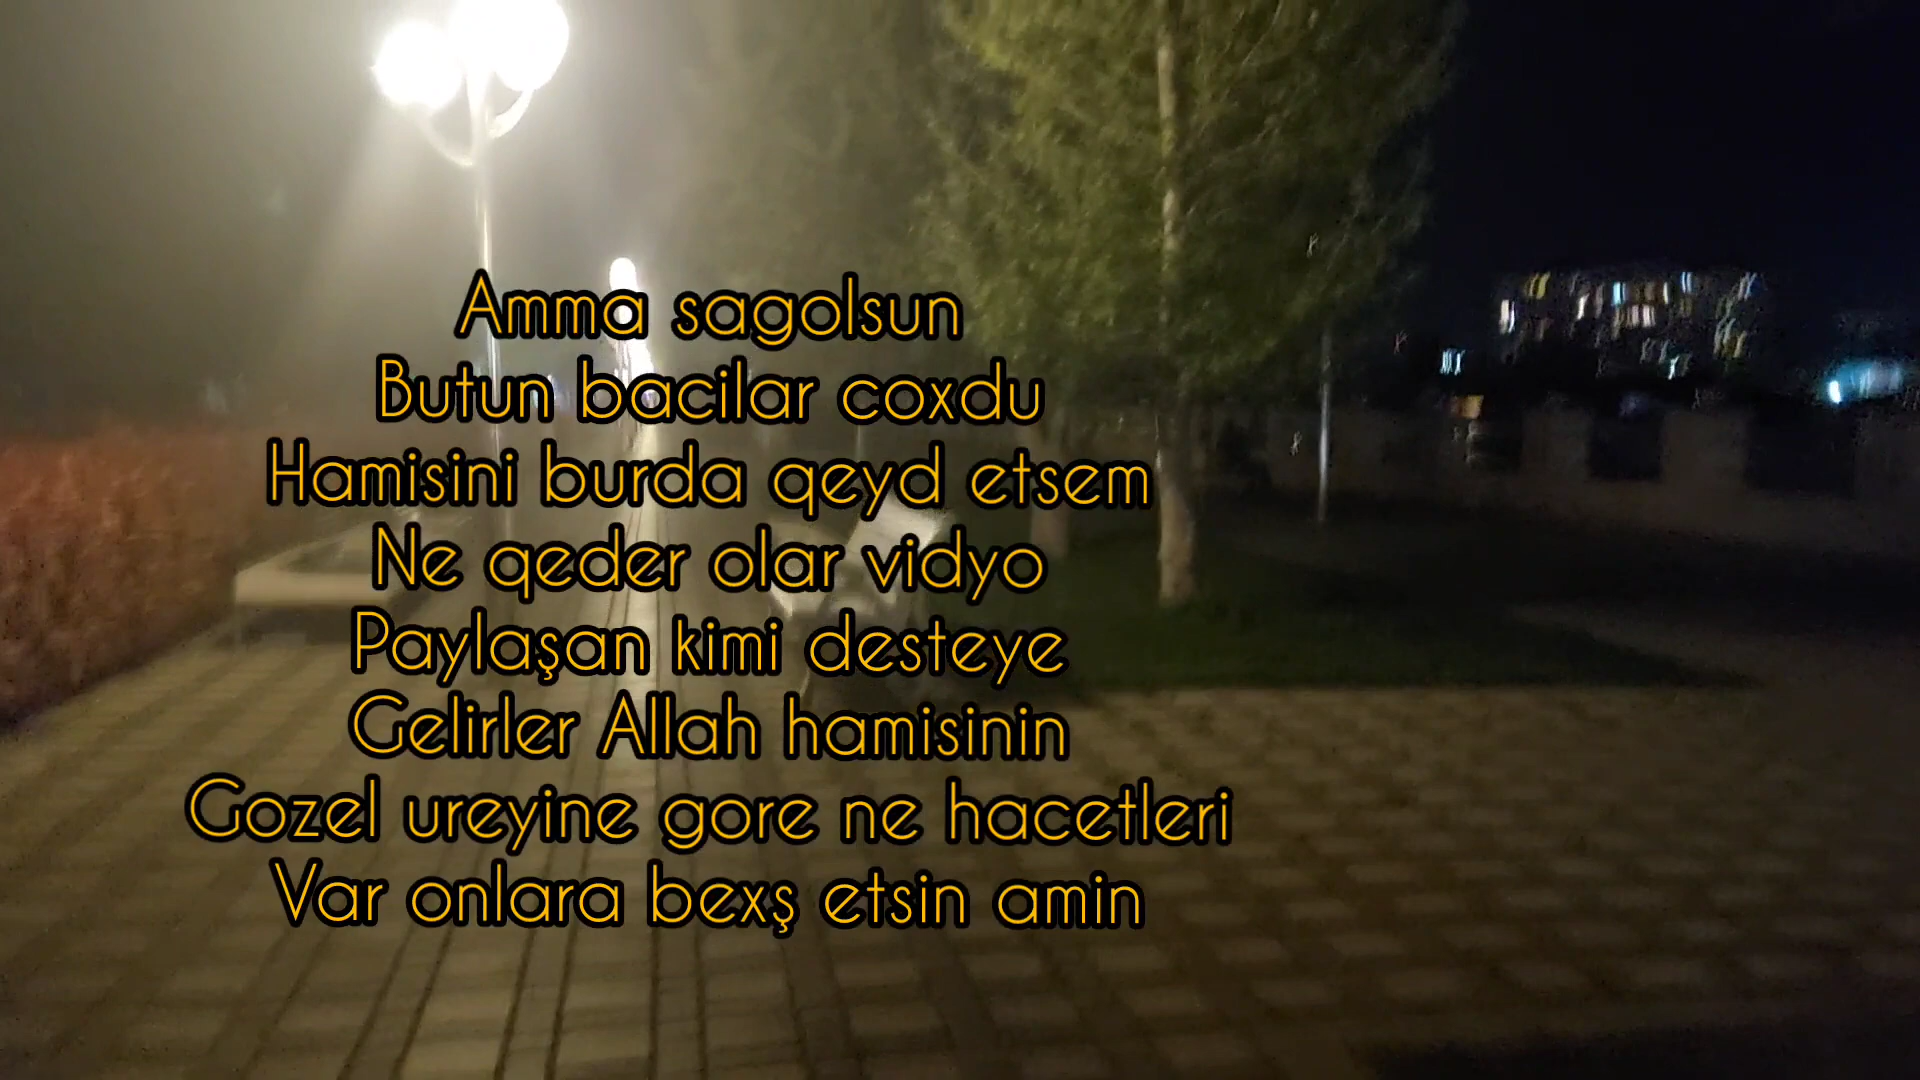 Amma sagolsun
Butun bacilar coxdu
Hamisini burda qeyd etsem
Ne qeder olar vidyo
Paylaşan kimi desteye
Gelirler Allah hamisinin
Gozel ureyine gore ne hacetleri
Var onlara bexş etsin amin